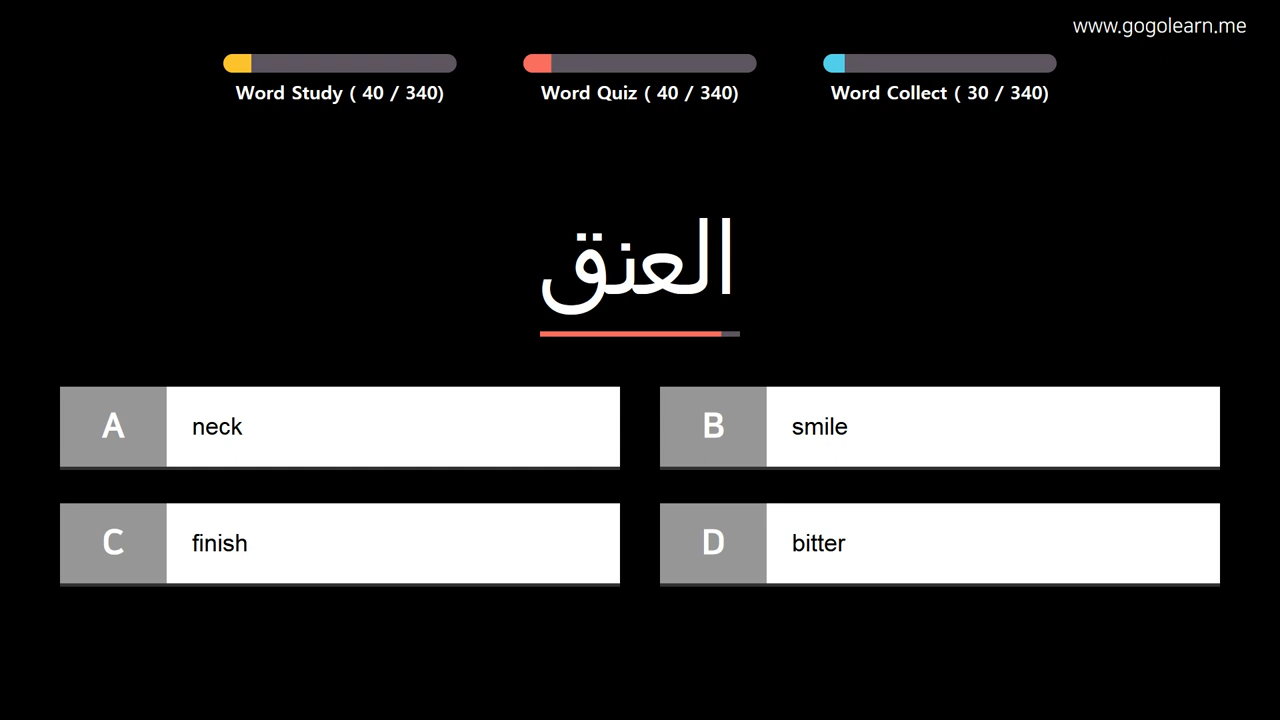 www.gogolearn.me
Word Study ( 40 / 340)
Word Quiz ( 40 / 340)
Word Collect ( 30 / 340)
العنق
A neck
B smile
C finish
D bitter